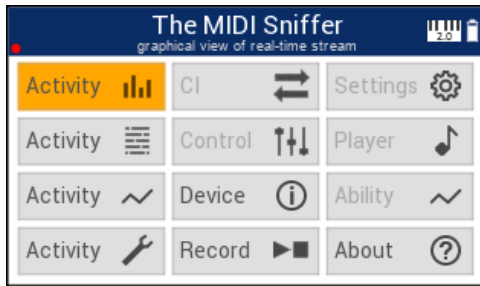 The MIDI Sniffer
graphical view of real-time stream
2.0
Activity CI Settings
Activity Control Player
Activity Device Ability
Activity Record About